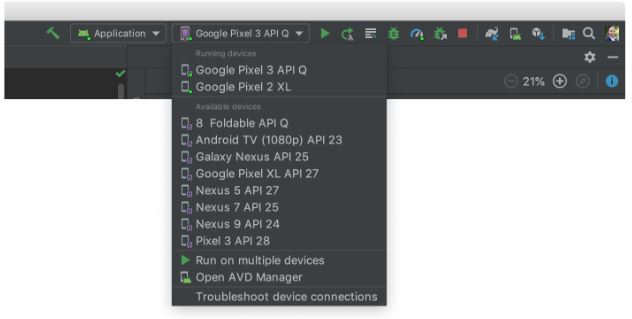 Application
Google Pixel 3 API Q
Running devices
Google Pixel 3 API Q
Google Pixel 2 XL
21%
Available devices
8 Foldable API Q
Android TV (1080p) API 23
Galaxy Nexus API 25
Google Pixel XL API 27
Nexus 5 API 27
Nexus 7 API 25
Nexus 9 API 24
Pixel 3 API 28
Run on multiple devices
Open AVD Manager
Troubleshoot device connections